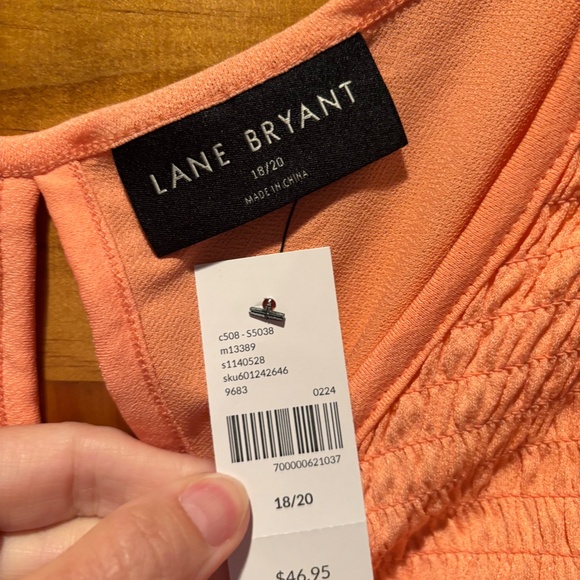 LANE BRYANT
18/20
MADE IN CHINA
c508 - S5038
m13389
s1140528
sku601242646
9683 0224
700000621037
18/20
$46.95